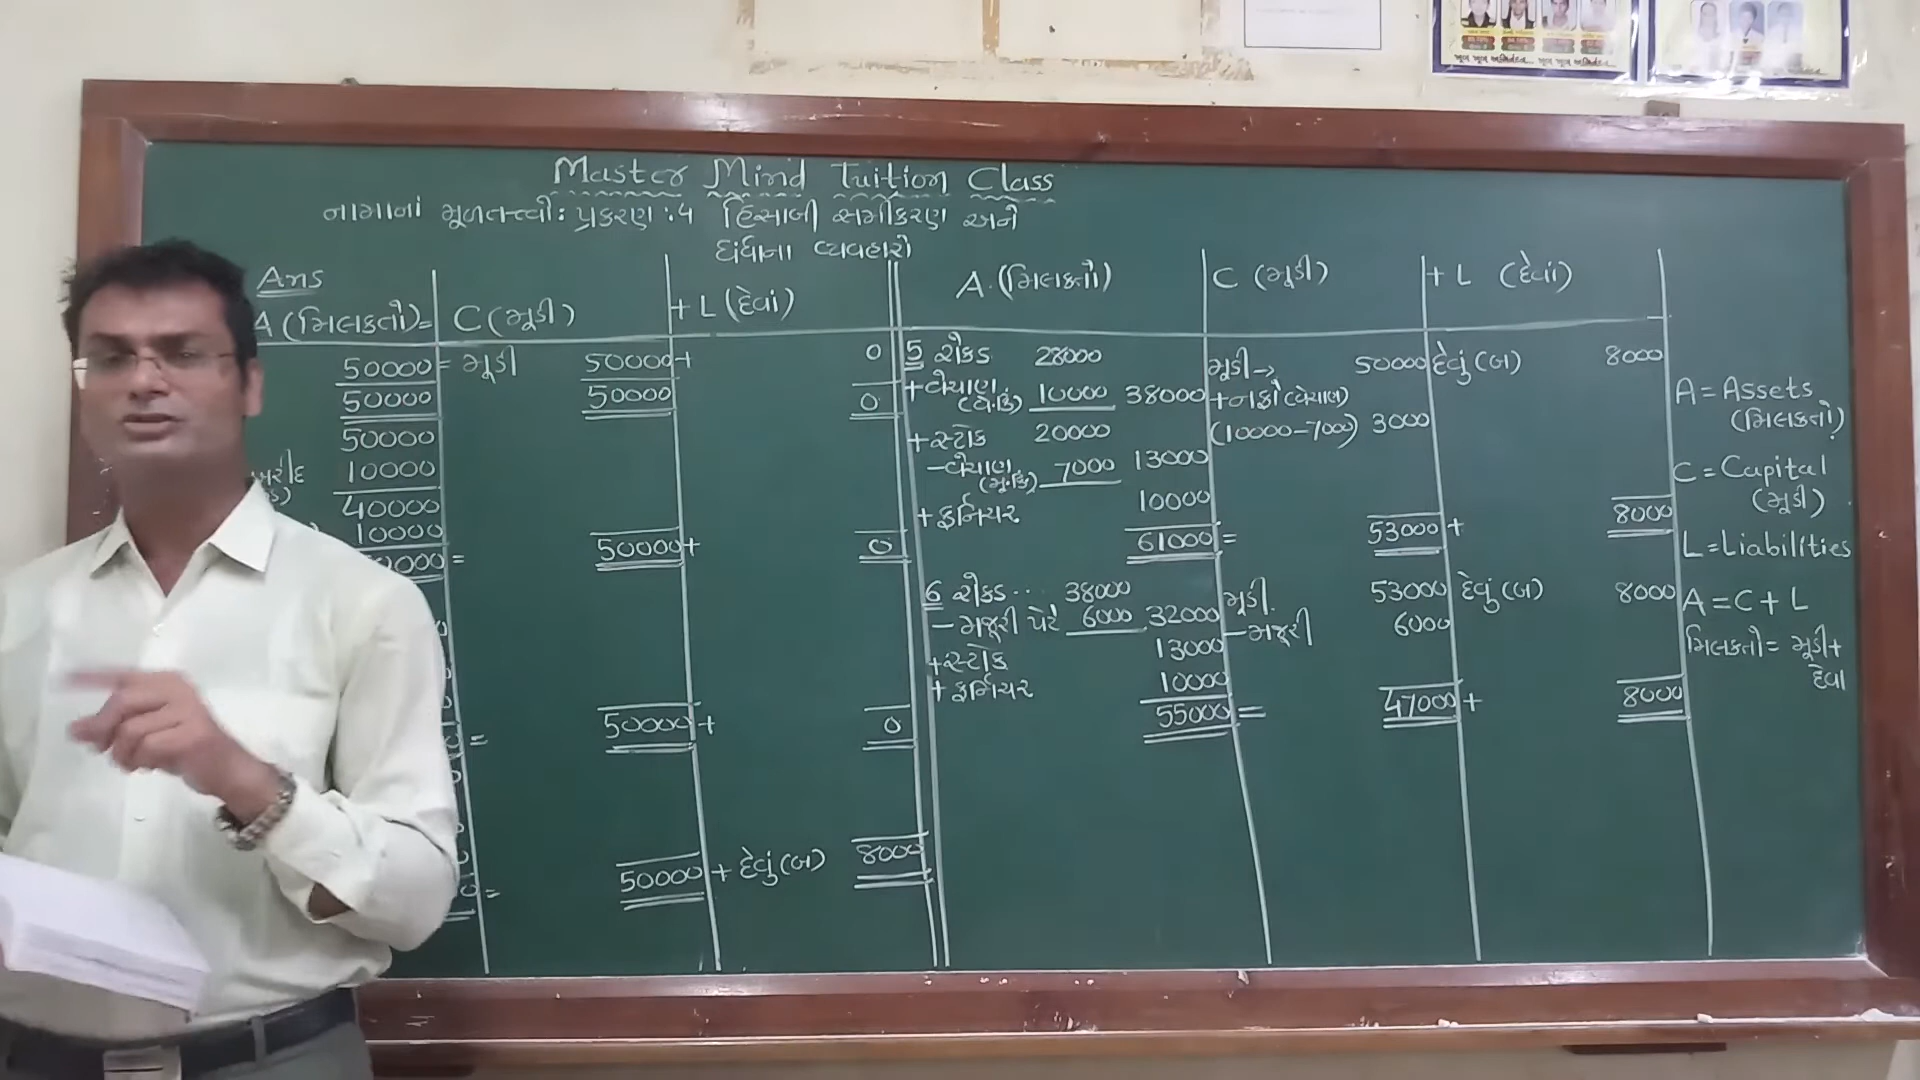 Master Mind Tuition Class
નામાનાં મૂળતત્ત્વો : પ્રકરણ : 4 હિસાબી સમીકરણ અને
ધંધાના વ્યવહારો
Ans
A (મિલકતો) = C (મૂડી) + L (દેવાં)
50000 = મૂડી 50000 + 0
50000 50000 0
50000
ખરીદ 10000
40000
10000
0000 = 50000 + 0
= 50000 + 0
0 = 50000 + દેવું (બ) 8000
A. (મિલકતો) C (મૂડી) + L (દેવાં)
5 રોકડ 28000 મૂડી → 50000 દેવું (બ) 8000
+ વેચાણ (વે.કિં) 10000 38000 + નફો (વેચાણ)
+ સ્ટોક 20000 (10000 - 7000) 3000
- વેચાણ (મૂ.કિં) 7000 13000
+ ફર્નિચર 10000
61000 = 53000 + 8000
6 રોકડ... 38000 મૂડી. 53000 દેવું (બ) 8000
- મજૂરી પેટે 6000 32000 - મજૂરી 6000
+ સ્ટોક 13000
+ ફર્નિચર 10000
55000 = 47000 + 8000
A = Assets
(મિલકતો)
C = Capital
(મૂડી)
L = Liabilities
A = C + L
મિલકતો = મૂડી +
દેવા